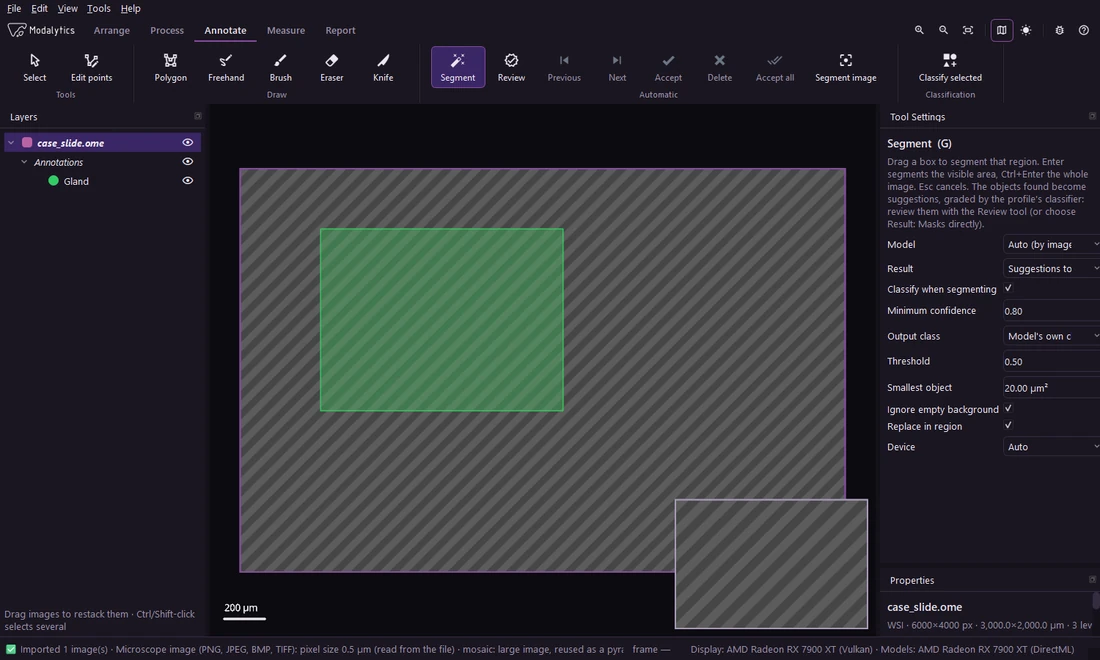 File Edit View Tools Help
Modalytics Arrange Process Annotate Measure Report
Select Edit points Polygon Freehand Brush Eraser Knife Segment Review Previous Next Accept Delete Accept all Segment image Classify selected
Tools Draw Automatic Classification
Layers
case_slide.ome
Annotations
Gland
Drag images to restack them · Ctrl/Shift-click
selects several
200 µm
Tool Settings
Segment (G)
Drag a box to segment that region. Enter
segments the visible area, Ctrl+Enter the whole
image. Esc cancels. The objects found become
suggestions, graded by the profile's classifier:
review them with the Review tool (or choose
Result: Masks directly).
Model Auto (by image
Result Suggestions to
Classify when segmenting
Minimum confidence 0.80
Output class Model's own c
Threshold 0.50
Smallest object 20.00 µm²
Ignore empty background
Replace in region
Device Auto
Properties
case_slide.ome
WSI · 6000×4000 px · 3,000.0×2,000.0 µm · 3 lev
Imported 1 image(s) · Microscope image (PNG, JPEG, BMP, TIFF): pixel size 0.5 µm (read from the file) · mosaic: large image, reused as a pyra frame — Display: AMD Radeon RX 7900 XT (Vulkan) · Models: AMD Radeon RX 7900 XT (DirectML)